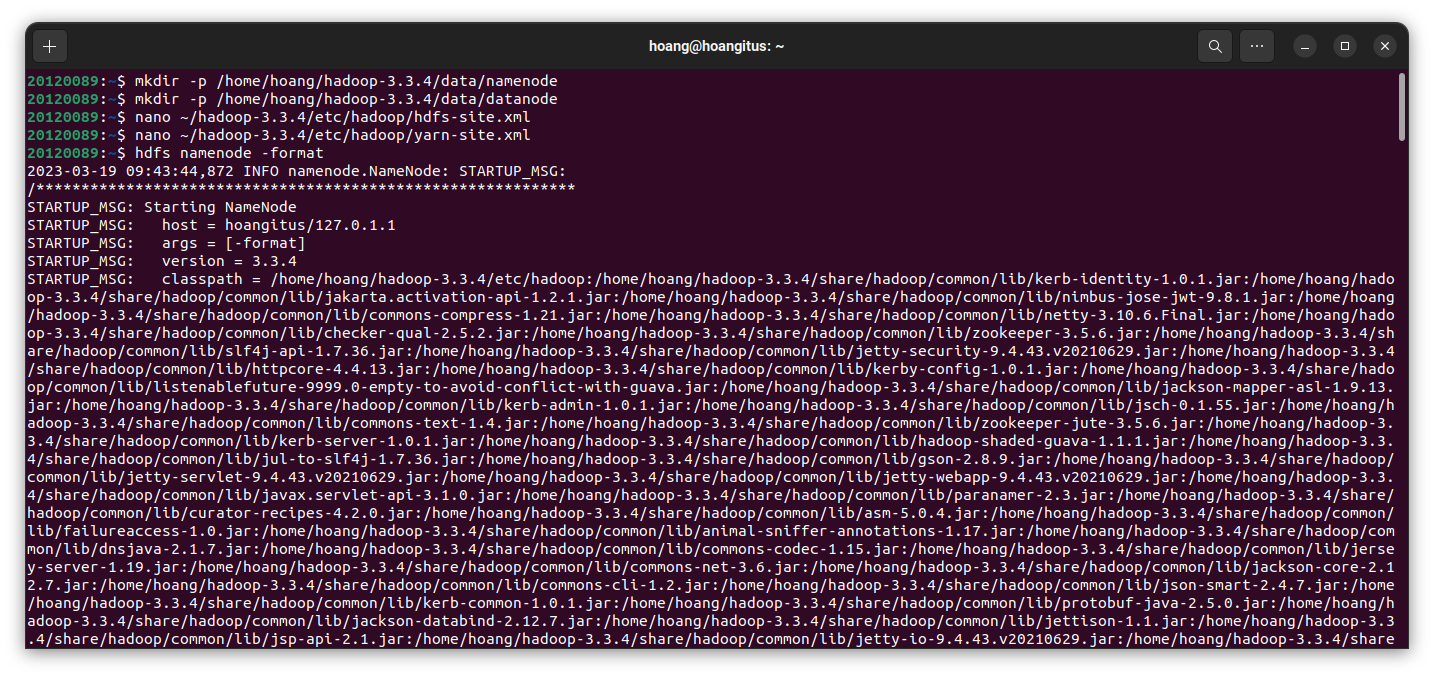 hoang@hoangitus: ~
20120089:~$ mkdir -p /home/hoang/hadoop-3.3.4/data/namenode
20120089:~$ mkdir -p /home/hoang/hadoop-3.3.4/data/datanode
20120089:~$ nano ~/hadoop-3.3.4/etc/hadoop/hdfs-site.xml
20120089:~$ nano ~/hadoop-3.3.4/etc/hadoop/yarn-site.xml
20120089:~$ hdfs namenode -format
2023-03-19 09:43:44,872 INFO namenode.NameNode: STARTUP_MSG:
/************************************************************
STARTUP_MSG: Starting NameNode
STARTUP_MSG:   host = hoangitus/127.0.1.1
STARTUP_MSG:   args = [-format]
STARTUP_MSG:   version = 3.3.4
STARTUP_MSG:   classpath = /home/hoang/hadoop-3.3.4/etc/hadoop:/home/hoang/hadoop-3.3.4/share/hadoop/common/lib/kerb-identity-1.0.1.jar:/home/hoang/hado
op-3.3.4/share/hadoop/common/lib/jakarta.activation-api-1.2.1.jar:/home/hoang/hadoop-3.3.4/share/hadoop/common/lib/nimbus-jose-jwt-9.8.1.jar:/home/hoang
/hadoop-3.3.4/share/hadoop/common/lib/commons-compress-1.21.jar:/home/hoang/hadoop-3.3.4/share/hadoop/common/lib/netty-3.10.6.Final.jar:/home/hoang/hado
op-3.3.4/share/hadoop/common/lib/checker-qual-2.5.2.jar:/home/hoang/hadoop-3.3.4/share/hadoop/common/lib/zookeeper-3.5.6.jar:/home/hoang/hadoop-3.3.4/sh
are/hadoop/common/lib/slf4j-api-1.7.36.jar:/home/hoang/hadoop-3.3.4/share/hadoop/common/lib/jetty-security-9.4.43.v20210629.jar:/home/hoang/hadoop-3.3.4
/share/hadoop/common/lib/httpcore-4.4.13.jar:/home/hoang/hadoop-3.3.4/share/hadoop/common/lib/kerby-config-1.0.1.jar:/home/hoang/hadoop-3.3.4/share/hado
op/common/lib/listenablefuture-9999.0-empty-to-avoid-conflict-with-guava.jar:/home/hoang/hadoop-3.3.4/share/hadoop/common/lib/jackson-mapper-asl-1.9.13.
jar:/home/hoang/hadoop-3.3.4/share/hadoop/common/lib/kerb-admin-1.0.1.jar:/home/hoang/hadoop-3.3.4/share/hadoop/common/lib/jsch-0.1.55.jar:/home/hoang/h
adoop-3.3.4/share/hadoop/common/lib/commons-text-1.4.jar:/home/hoang/hadoop-3.3.4/share/hadoop/common/lib/zookeeper-jute-3.5.6.jar:/home/hoang/hadoop-3.
3.4/share/hadoop/common/lib/kerb-server-1.0.1.jar:/home/hoang/hadoop-3.3.4/share/hadoop/common/lib/hadoop-shaded-guava-1.1.1.jar:/home/hoang/hadoop-3.3.
4/share/hadoop/common/lib/jul-to-slf4j-1.7.36.jar:/home/hoang/hadoop-3.3.4/share/hadoop/common/lib/gson-2.8.9.jar:/home/hoang/hadoop-3.3.4/share/hadoop/
common/lib/jetty-servlet-9.4.43.v20210629.jar:/home/hoang/hadoop-3.3.4/share/hadoop/common/lib/jetty-webapp-9.4.43.v20210629.jar:/home/hoang/hadoop-3.3.
4/share/hadoop/common/lib/javax.servlet-api-3.1.0.jar:/home/hoang/hadoop-3.3.4/share/hadoop/common/lib/paranamer-2.3.jar:/home/hoang/hadoop-3.3.4/share/
hadoop/common/lib/curator-recipes-4.2.0.jar:/home/hoang/hadoop-3.3.4/share/hadoop/common/lib/asm-5.0.4.jar:/home/hoang/hadoop-3.3.4/share/hadoop/common/
lib/failureaccess-1.0.jar:/home/hoang/hadoop-3.3.4/share/hadoop/common/lib/animal-sniffer-annotations-1.17.jar:/home/hoang/hadoop-3.3.4/share/hadoop/com
mon/lib/dnsjava-2.1.7.jar:/home/hoang/hadoop-3.3.4/share/hadoop/common/lib/commons-codec-1.15.jar:/home/hoang/hadoop-3.3.4/share/hadoop/common/lib/jerse
y-server-1.19.jar:/home/hoang/hadoop-3.3.4/share/hadoop/common/lib/commons-net-3.6.jar:/home/hoang/hadoop-3.3.4/share/hadoop/common/lib/jackson-core-2.1
2.7.jar:/home/hoang/hadoop-3.3.4/share/hadoop/common/lib/commons-cli-1.2.jar:/home/hoang/hadoop-3.3.4/share/hadoop/common/lib/json-smart-2.4.7.jar:/home
/hoang/hadoop-3.3.4/share/hadoop/common/lib/kerb-common-1.0.1.jar:/home/hoang/hadoop-3.3.4/share/hadoop/common/lib/protobuf-java-2.5.0.jar:/home/hoang/h
adoop-3.3.4/share/hadoop/common/lib/jackson-databind-2.12.7.jar:/home/hoang/hadoop-3.3.4/share/hadoop/common/lib/jettison-1.1.jar:/home/hoang/hadoop-3.3
.4/share/hadoop/common/lib/jsp-api-2.1.jar:/home/hoang/hadoop-3.3.4/share/hadoop/common/lib/jetty-io-9.4.43.v20210629.jar:/home/hoang/hadoop-3.3.4/share